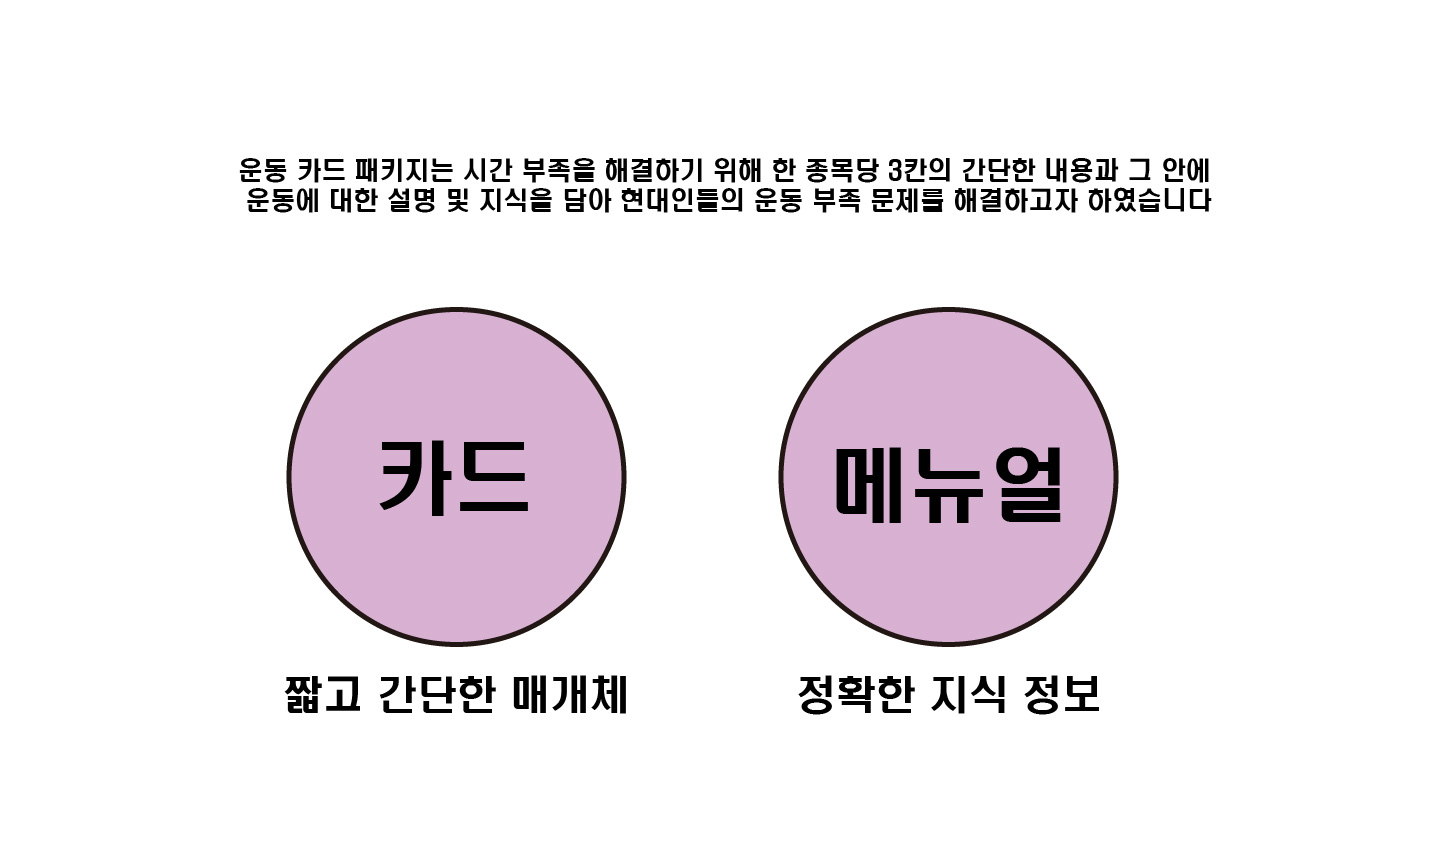 운동 카드 패키지는 시간 부족을 해결하기 위해 한 종목당 3칸의 간단한 내용과 그 안에
운동에 대한 설명 및 지식을 담아 현대인들의 운동 부족 문제를 해결하고자 하였습니다
카드
메뉴얼
짧고 간단한 매개체
정확한 지식 정보